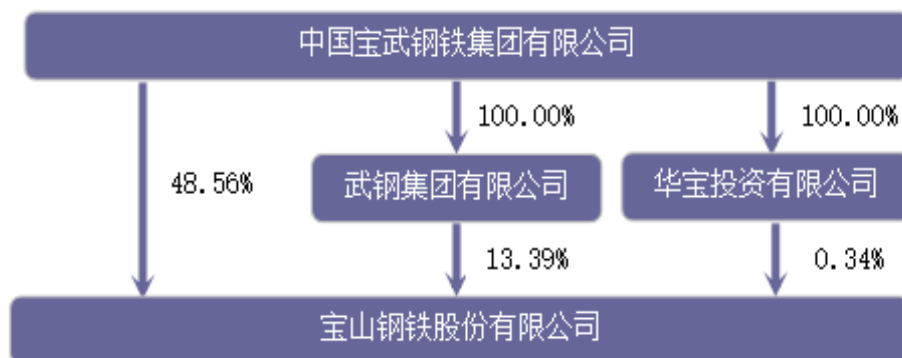 中国宝武钢铁集团有限公司
100.00%
100.00%
48.56%
武钢集团有限公司
华宝投资有限公司
13.39%
0.34%
宝山钢铁股份有限公司